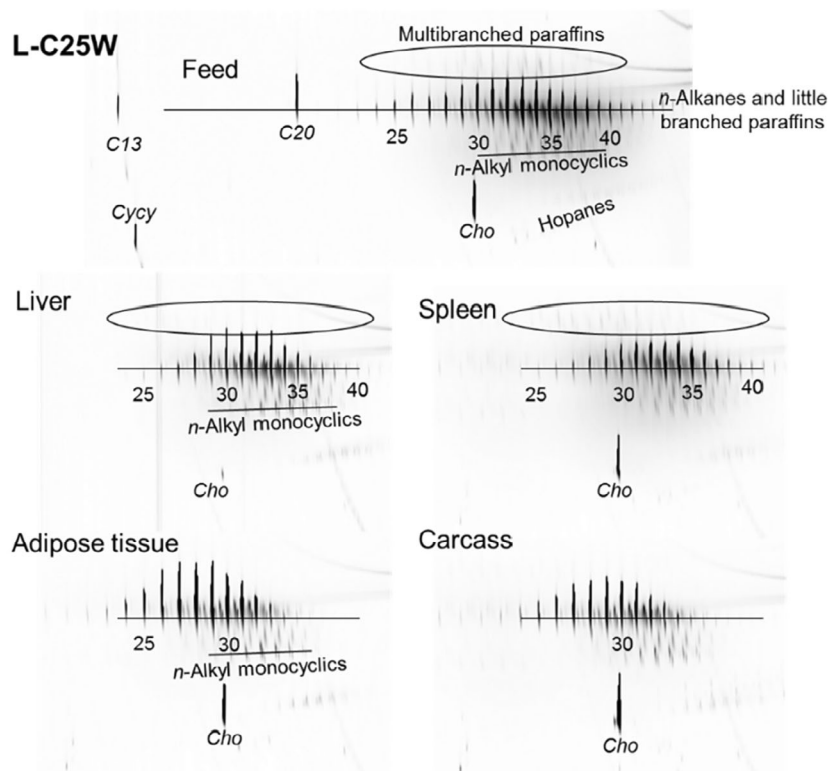 L-C25W
Feed
Multibranched paraffins
n-Alkanes and little
branched paraffins
C13
C20
25
30
35
40
n-Alkyl monocyclics
Cycy
Cho
Hopanes
Liver
25
30
35
40
n-Alkyl monocyclics
Cho
Spleen
25
30
35
40
Cho
Adipose tissue
25
30
n-Alkyl monocyclics
Cho
Carcass
30
Cho